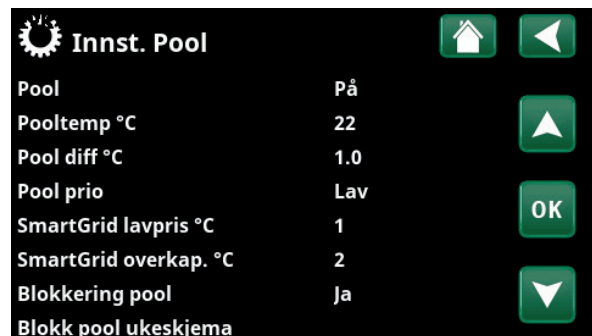 Innst. Pool
Pool På
Pooltemp °C 22
Pool diff °C 1.0
Pool prio Lav
OK
SmartGrid lavpris °C 1
SmartGrid overkap. °C 2
Blokkering pool Ja
Blokk pool ukeskjema